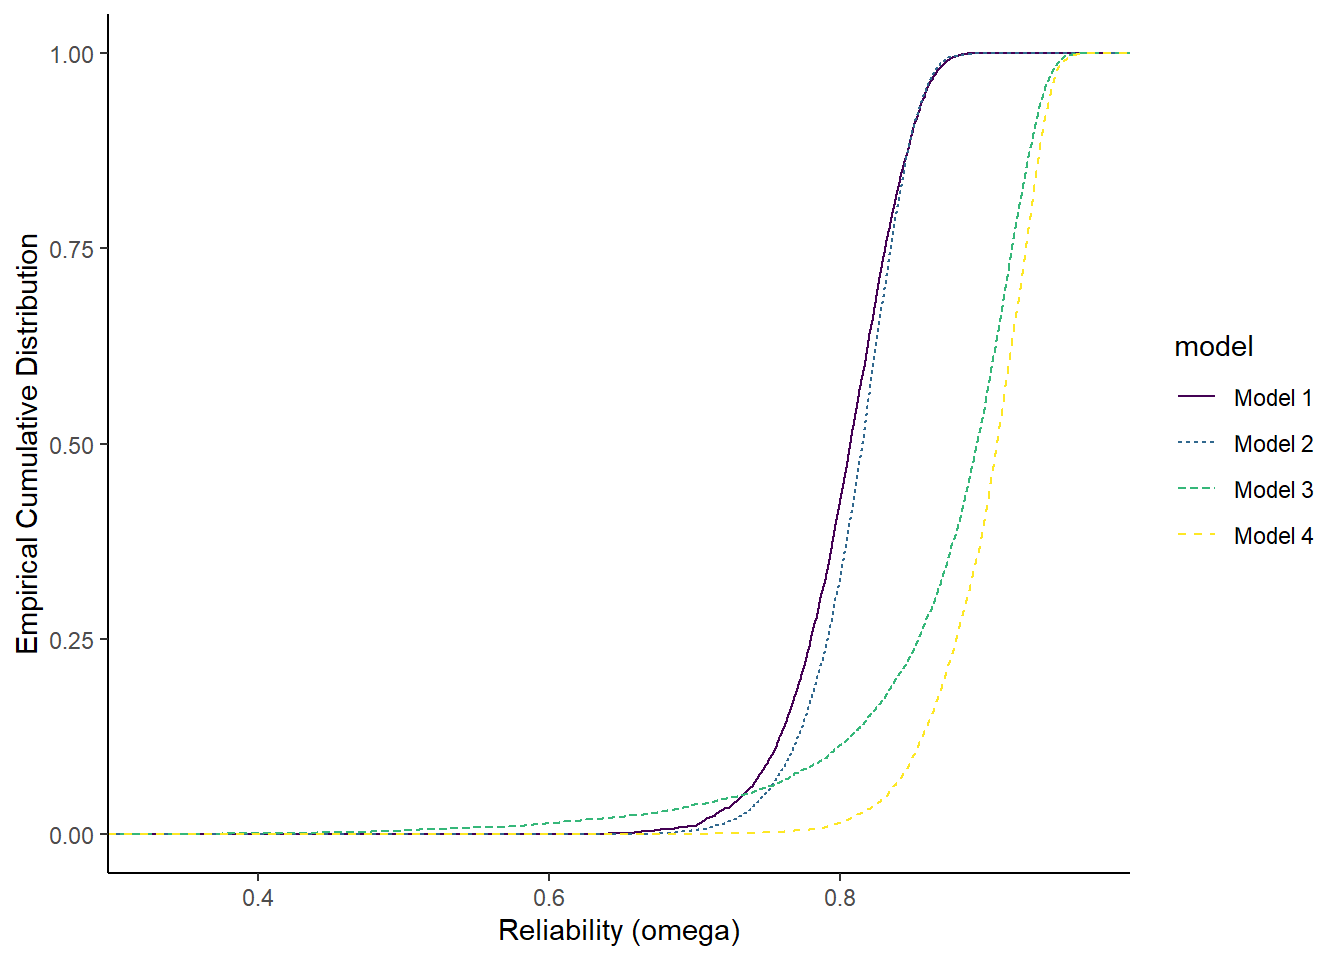 1.00
0.75
0.50
0.25
0.00
Empirical Cumulative Distribution
0.4
0.6
0.8
Reliability (omega)
model
Model 1
Model 2
Model 3
Model 4